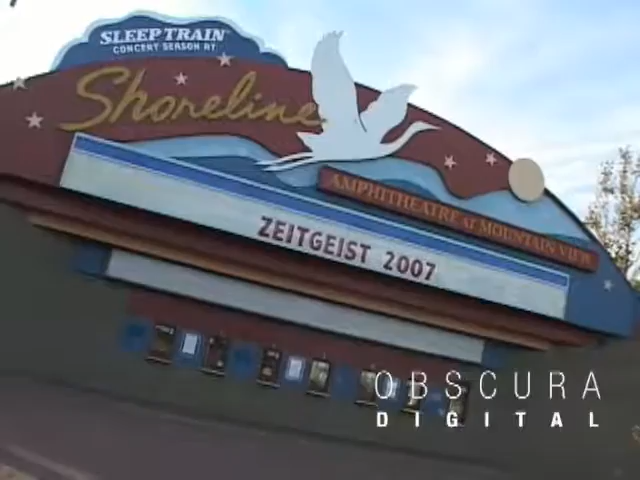 SLEEP TRAIN
CONCERT SEASON AT
Shoreline
AMPHITHEATRE AT MOUNTAIN VIEW
ZEITGEIST 2007
OBSCURA
DIGITAL